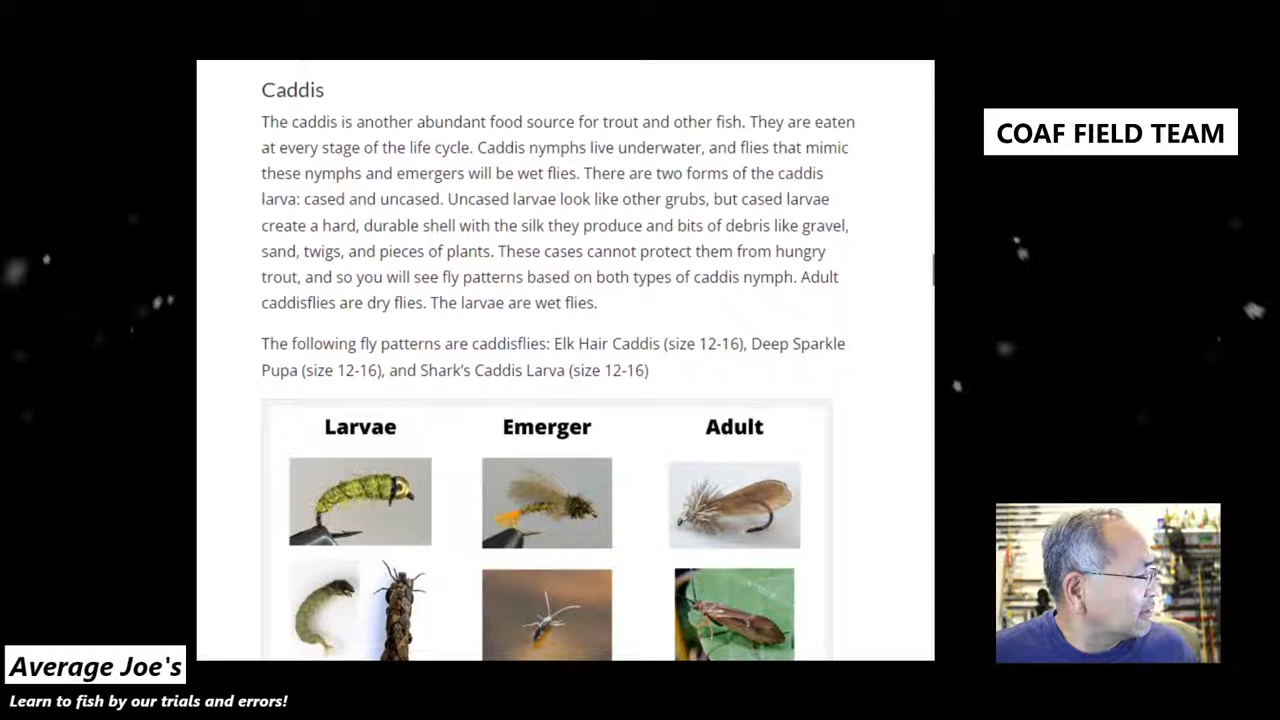 Caddis
The caddis is another abundant food source for trout and other fish. They are eaten
at every stage of the life cycle. Caddis nymphs live underwater, and flies that mimic
these nymphs and emergers will be wet flies. There are two forms of the caddis
larva: cased and uncased. Uncased larvae look like other grubs, but cased larvae
create a hard, durable shell with the silk they produce and bits of debris like gravel,
sand, twigs, and pieces of plants. These cases cannot protect them from hungry
trout, and so you will see fly patterns based on both types of caddis nymph. Adult
caddisflies are dry flies. The larvae are wet flies.
The following fly patterns are caddisflies: Elk Hair Caddis (size 12-16), Deep Sparkle
Pupa (size 12-16), and Shark's Caddis Larva (size 12-16)
Larvae Emerger Adult
COAF FIELD TEAM
Average Joe's
Learn to fish by our trials and errors!